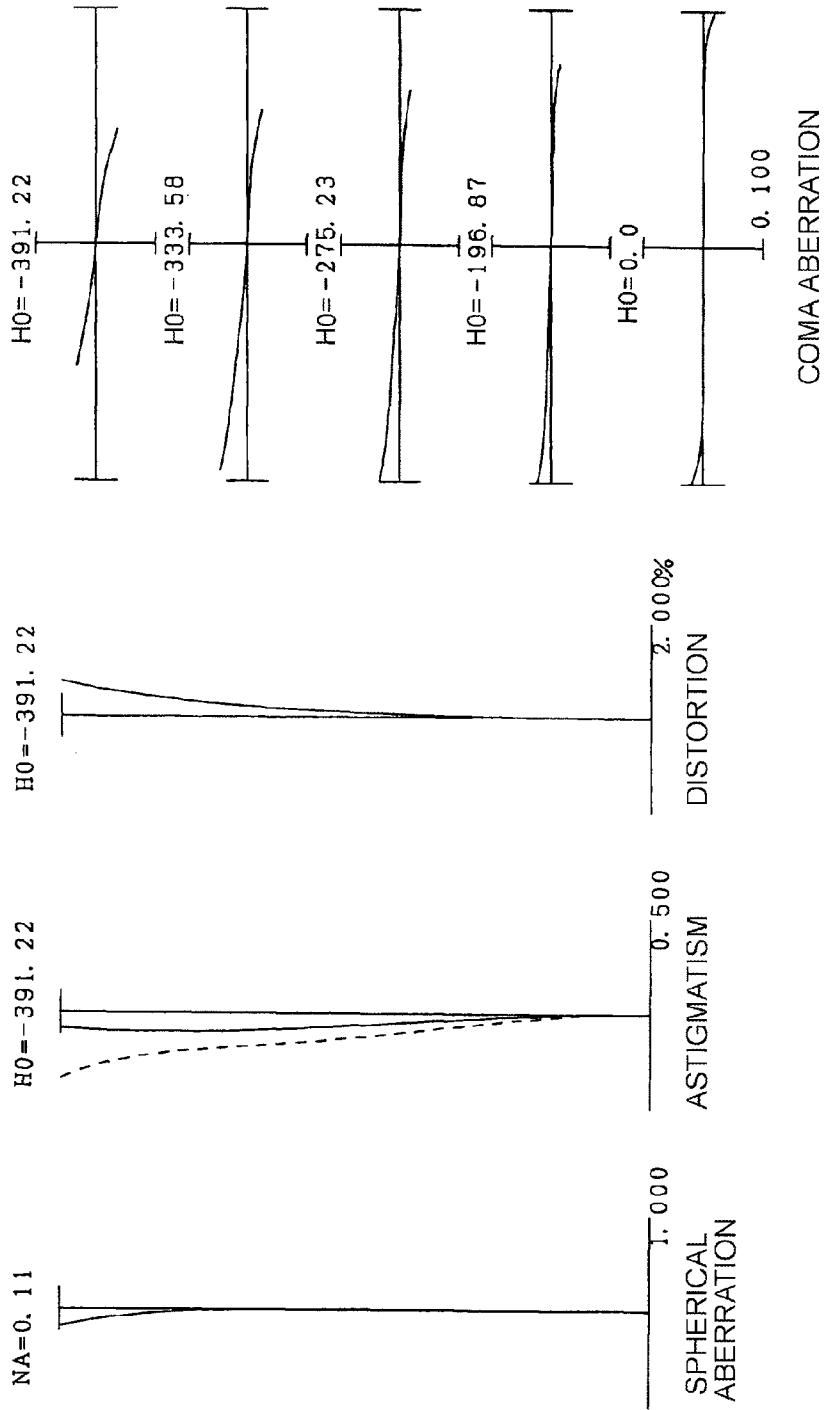 NA=0. 11
1. 000
SPHERICAL
ABERRATION
H0=-391. 22
0. 500
ASTIGMATISM
H0=-391. 22
2. 000%
DISTORTION
H0=-391. 22
H0=-333. 58
H0=-275. 23
H0=-196. 87
H0=0. 0
0. 100
COMA ABERRATION